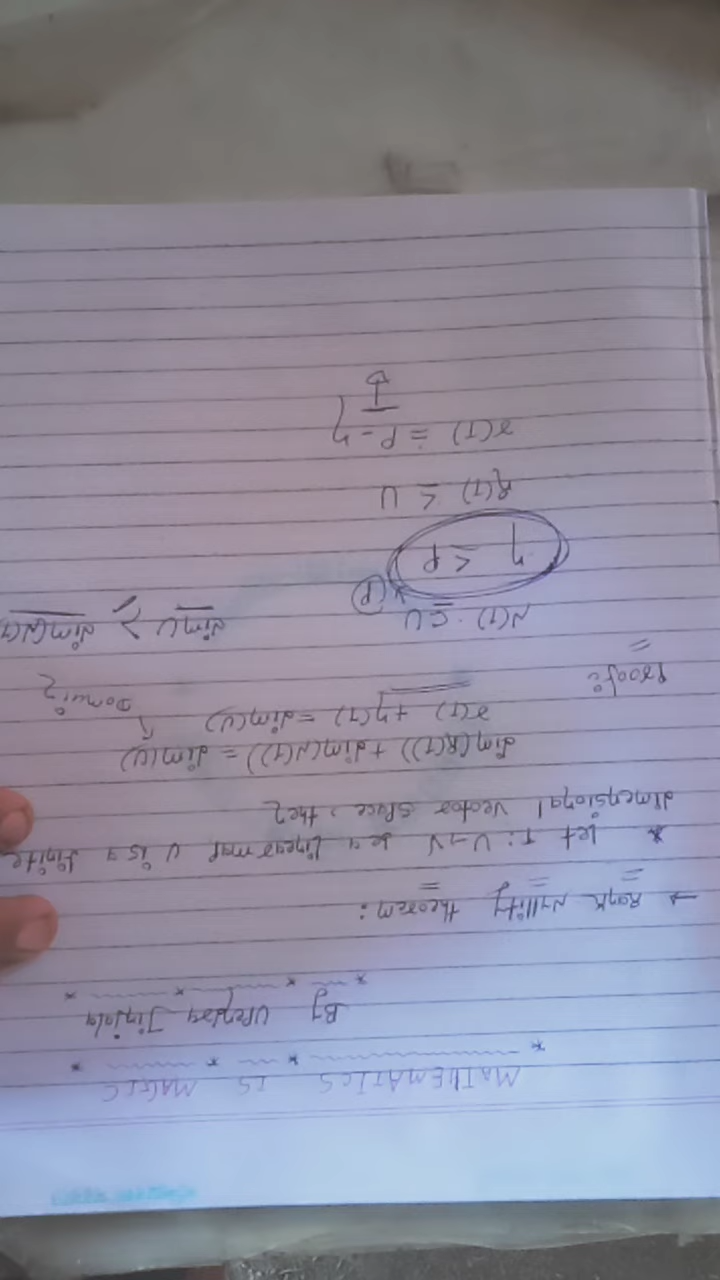 MATHEMATICS IS MAGIC
By Upendra Jinjala
→ Rank Nullity theorem:
* Let T: U→V be a linear map U is a finite
dimensional vector space, then
dim(R(T)) + dim(N(T)) = dim(U)
r(T) + η(T) = dim(U) Domain
Proof:
N(T) ⊆ U dim U ≥ dim(N(T
η ≤ P (P)
R(T) ⊆ U
r(T) = P - η